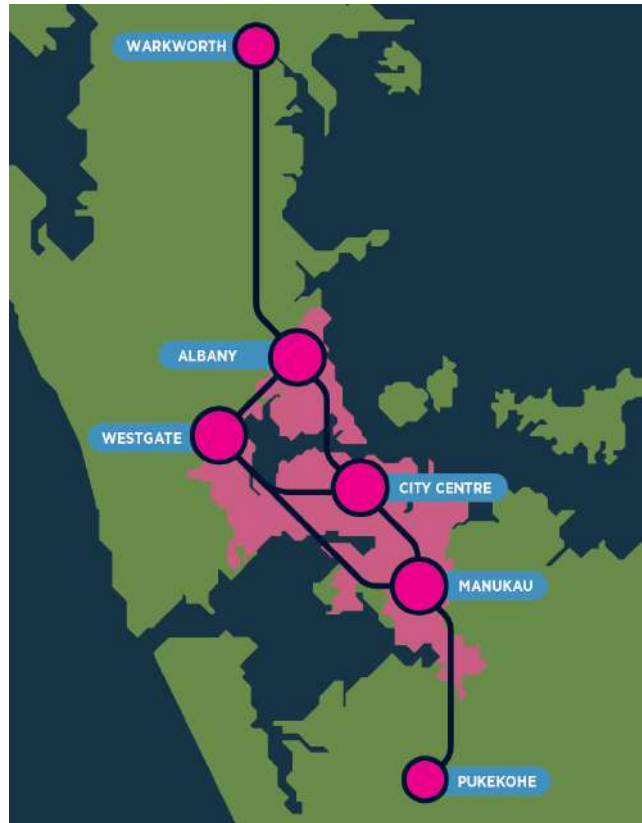 WARKWORTH
ALBANY
WESTGATE
CITY CENTRE
MANUKAU
PUKEKOHE